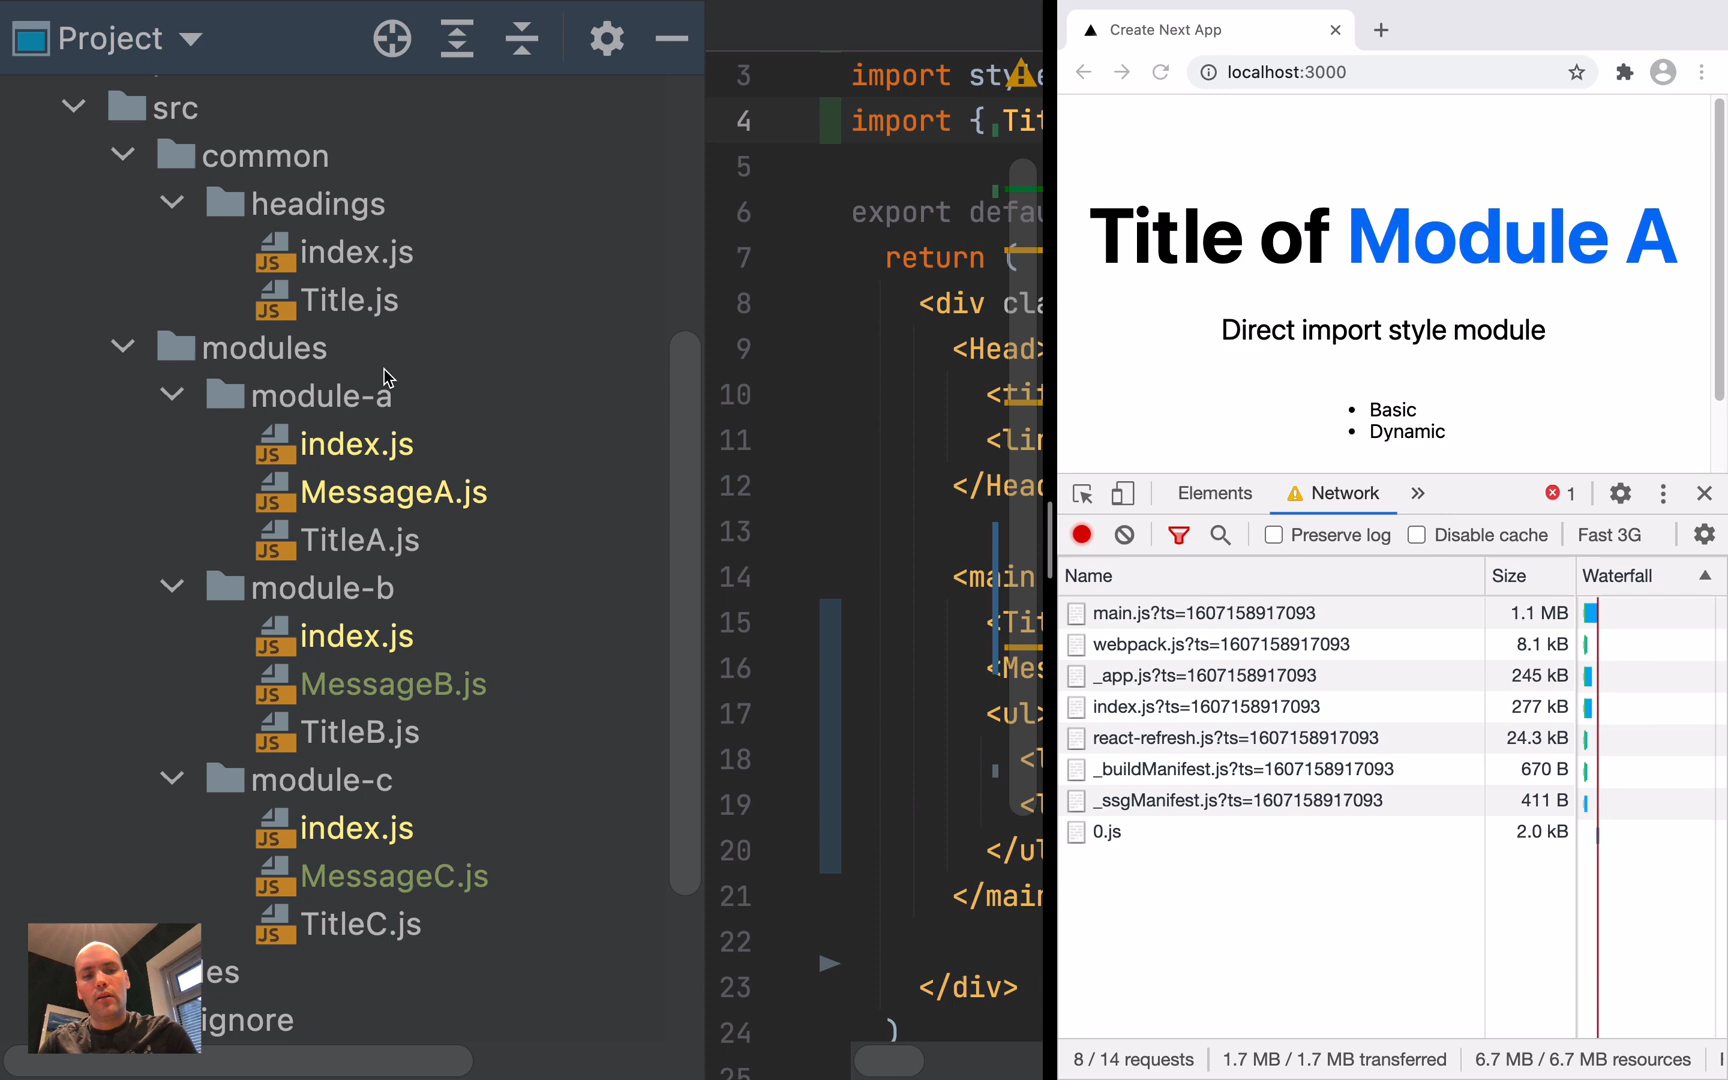 Project
src
common
headings
index.js
Title.js
modules
module-a
index.js
MessageA.js
TitleA.js
module-b
index.js
MessageB.js
TitleB.js
module-c
index.js
MessageC.js
TitleC.js
es
ignore
3 import style
4 import { Tit
5
6 export defau
7 return (
8 <div cla
9 <Head>
10 <tit
11 <lin
12 </Head
13
14 <main
15 <Tit
16 <Mes
17 <ul>
18 <l
19 <l
20 </ul
21 </main
22
23 </div>
24 )
25
Create Next App
localhost:3000
Title of Module A
Direct import style module
• Basic
• Dynamic
Elements Network » 1
Preserve log Disable cache Fast 3G
Name Size Waterfall
main.js?ts=1607158917093 1.1 MB
webpack.js?ts=1607158917093 8.1 kB
_app.js?ts=1607158917093 245 kB
index.js?ts=1607158917093 277 kB
react-refresh.js?ts=1607158917093 24.3 kB
_buildManifest.js?ts=1607158917093 670 B
_ssgManifest.js?ts=1607158917093 411 B
0.js 2.0 kB
8 / 14 requests 1.7 MB / 1.7 MB transferred 6.7 MB / 6.7 MB resources